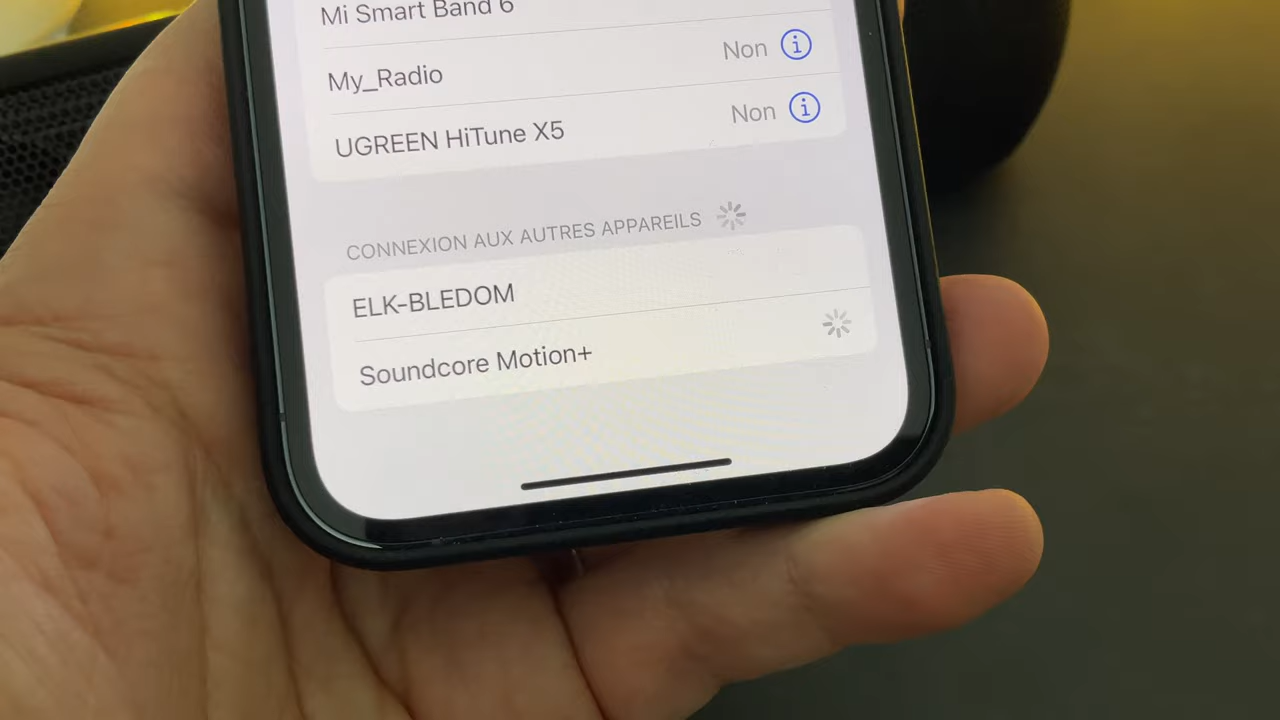 Mi Smart Band 6
My_Radio
Non
UGREEN HiTune X5
Non
CONNEXION AUX AUTRES APPAREILS
ELK-BLEDOM
Soundcore Motion+